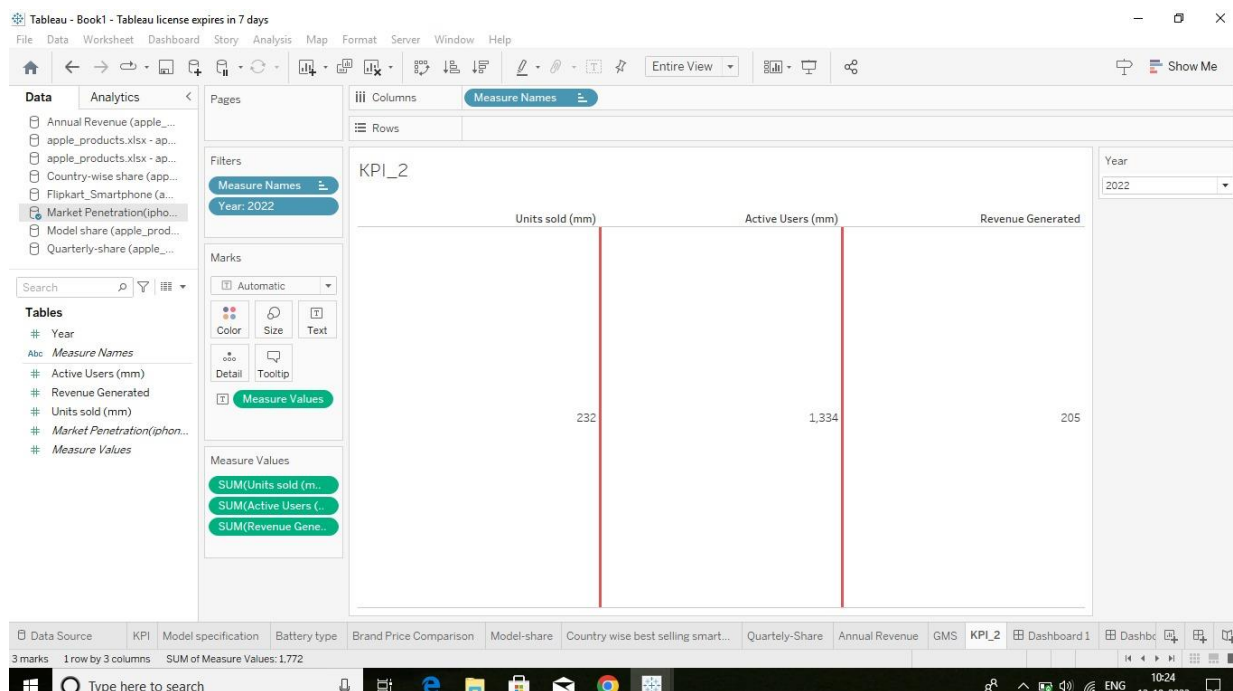 Tableau - Book1 - Tableau license expires in 7 days
File Data Worksheet Dashboard Story Analysis Map Format Server Window Help
Entire View
Show Me
Data Analytics
Annual Revenue (apple_...
apple_products.xlsx - ap...
apple_products.xlsx - ap...
Country-wise share (app...
Flipkart_Smartphone (a...
Market Penetration(ipho...
Model share (apple_prod...
Quarterly-share (apple_...
Search
Tables
Year
Abc Measure Names
Active Users (mm)
Revenue Generated
Units sold (mm)
Market Penetration(iphon...
Measure Values
Pages
Filters
Measure Names
Year: 2022
Marks
Automatic
Color Size Text
Detail Tooltip
Measure Values
Measure Values
SUM(Units sold (m..
SUM(Active Users (..
SUM(Revenue Gene..
Columns Measure Names
Rows
KPI_2
Units sold (mm) Active Users (mm) Revenue Generated
232 1,334 205
Year
2022
Data Source KPI Model specification Battery type Brand Price Comparison Model-share Country wise best selling smart... Quartely-Share Annual Revenue GMS KPI_2 Dashboard 1 Dashbc
3 marks 1 row by 3 columns SUM of Measure Values: 1,772
Type here to search
ENG 10:24